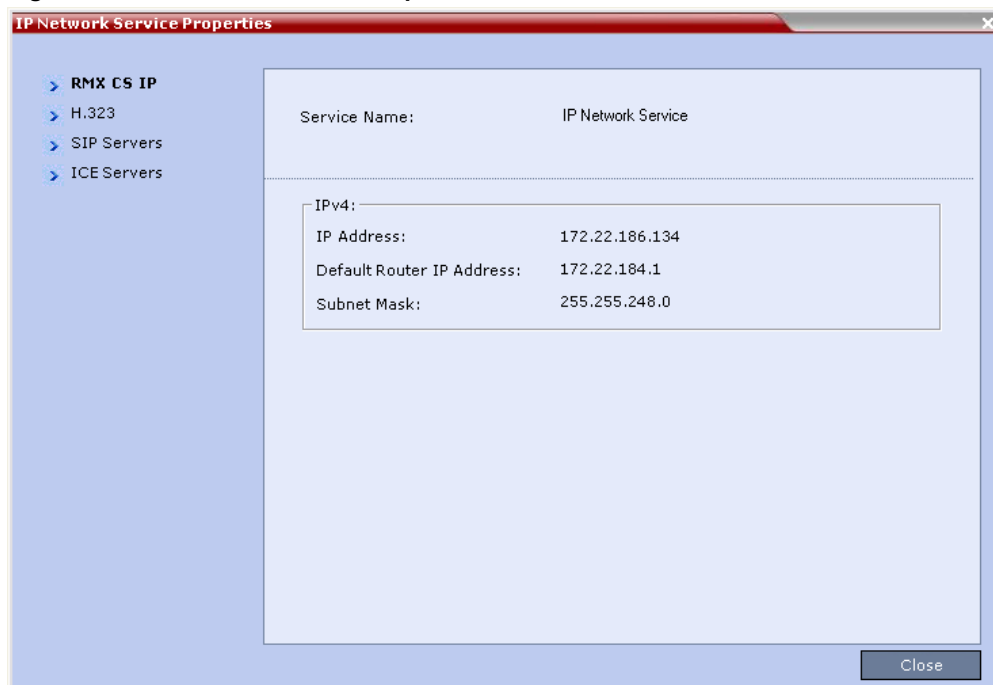 IP Network Service Properties
RMX CS IP
H.323
SIP Servers
ICE Servers
Service Name: IP Network Service
IPv4:
IP Address: 172.22.186.134
Default Router IP Address: 172.22.184.1
Subnet Mask: 255.255.248.0
Close